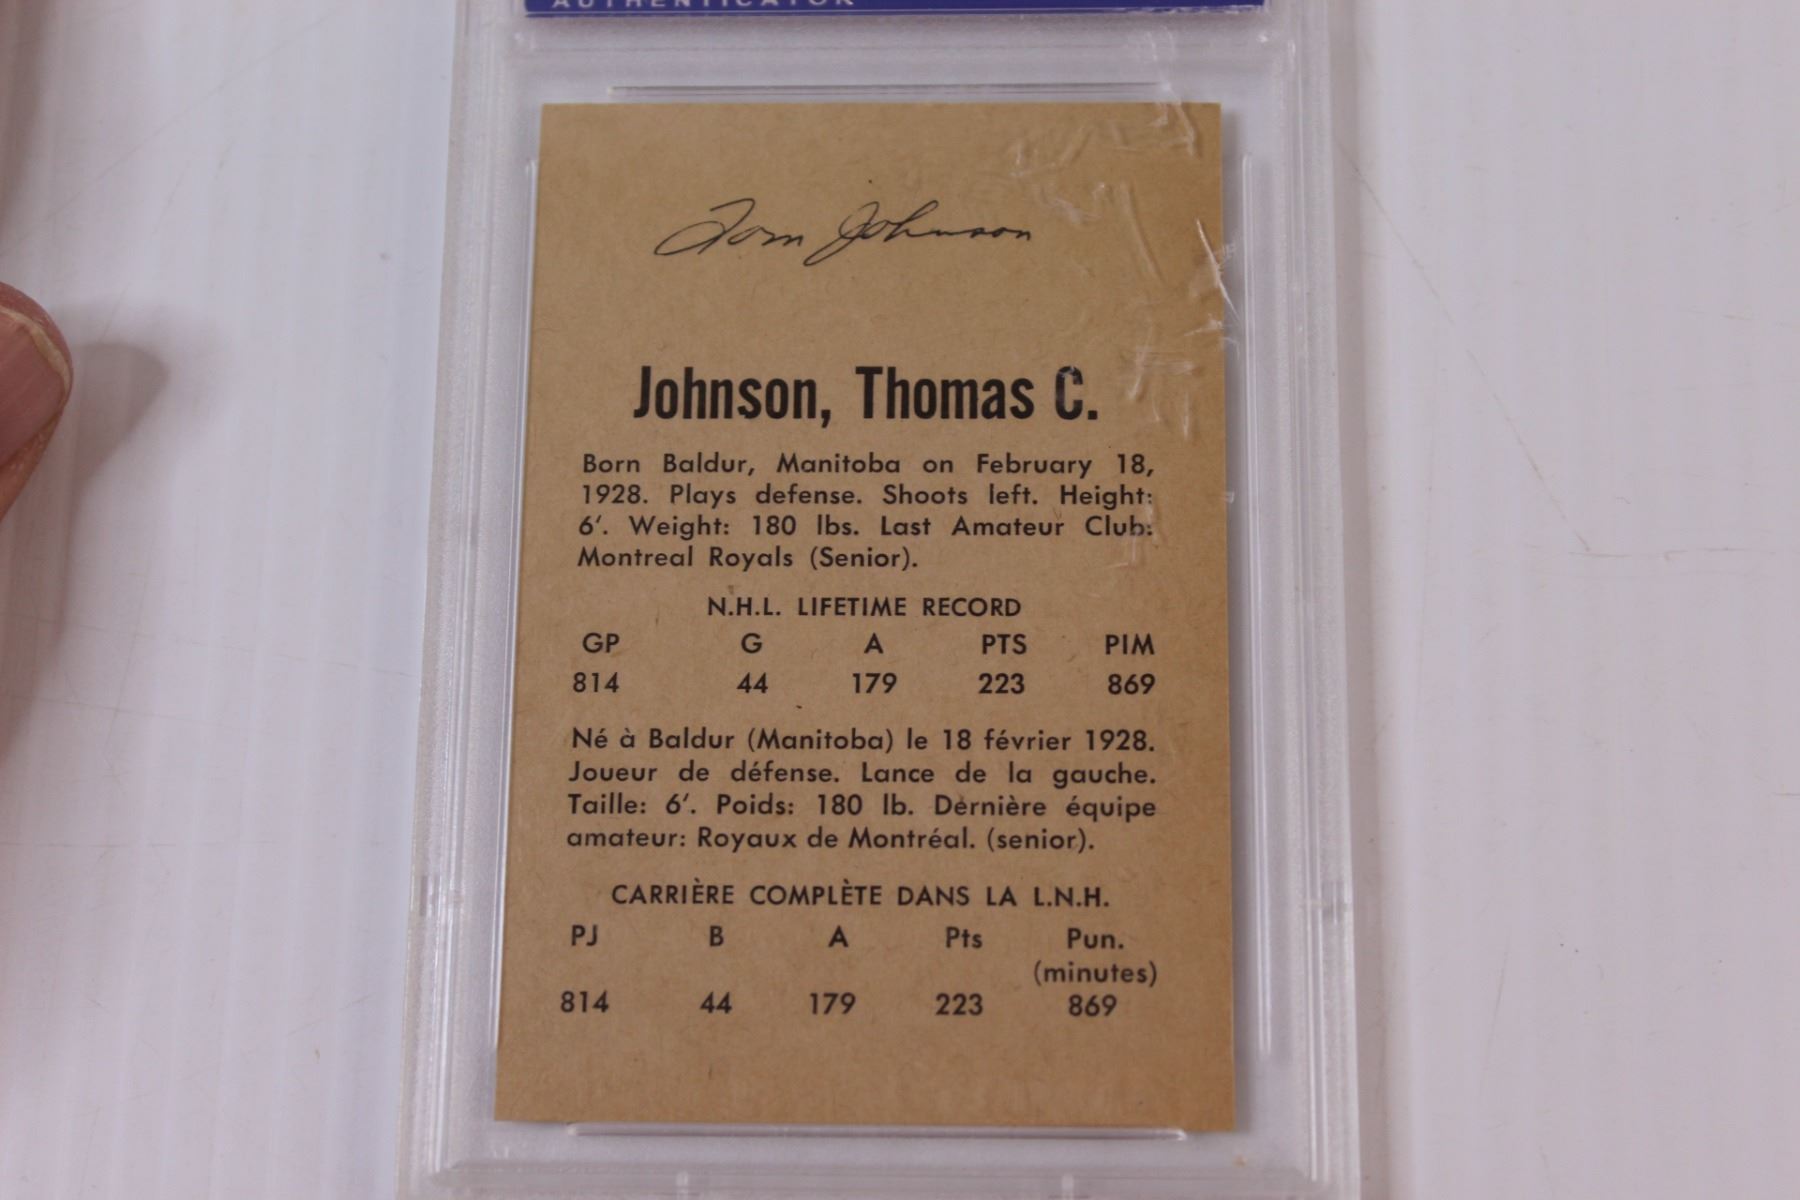 AUTHENTICATOR
Tom Johnson
Johnson, Thomas C.
Born Baldur, Manitoba on February 18,
1928. Plays defense. Shoots left. Height:
6′. Weight: 180 lbs. Last Amateur Club:
Montreal Royals (Senior).
N.H.L. LIFETIME RECORD
GP G A PTS PIM
814 44 179 223 869
Né à Baldur (Manitoba) le 18 février 1928.
Joueur de défense. Lance de la gauche.
Taille: 6′. Poids: 180 lb. Dernière équipe
amateur: Royaux de Montréal. (senior).
CARRIÈRE COMPLÈTE DANS LA L.N.H.
PJ B A Pts Pun.
(minutes)
814 44 179 223 869